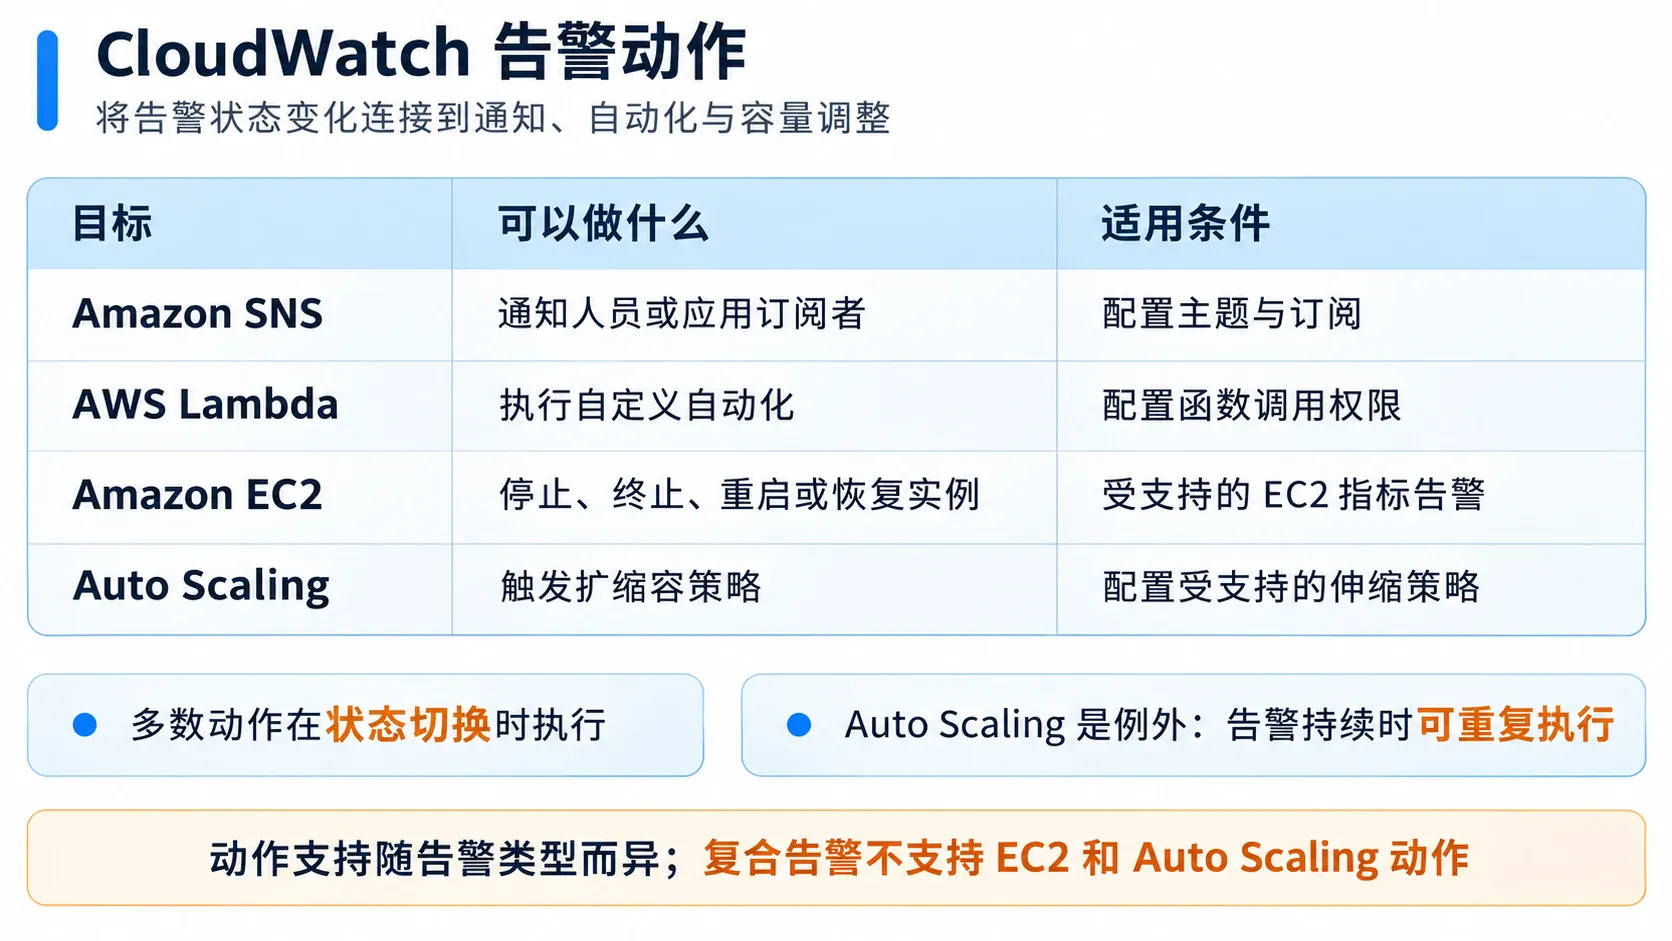 CloudWatch 告警动作
将告警状态变化连接到通知、自动化与容量调整
目标 可以做什么 适用条件
Amazon SNS 通知人员或应用订阅者 配置主题与订阅
AWS Lambda 执行自定义自动化 配置函数调用权限
Amazon EC2 停止、终止、重启或恢复实例 受支持的 EC2 指标告警
Auto Scaling 触发扩缩容策略 配置受支持的伸缩策略
多数动作在状态切换时执行
Auto Scaling 是例外：告警持续时可重复执行
动作支持随告警类型而异；复合告警不支持 EC2 和 Auto Scaling 动作